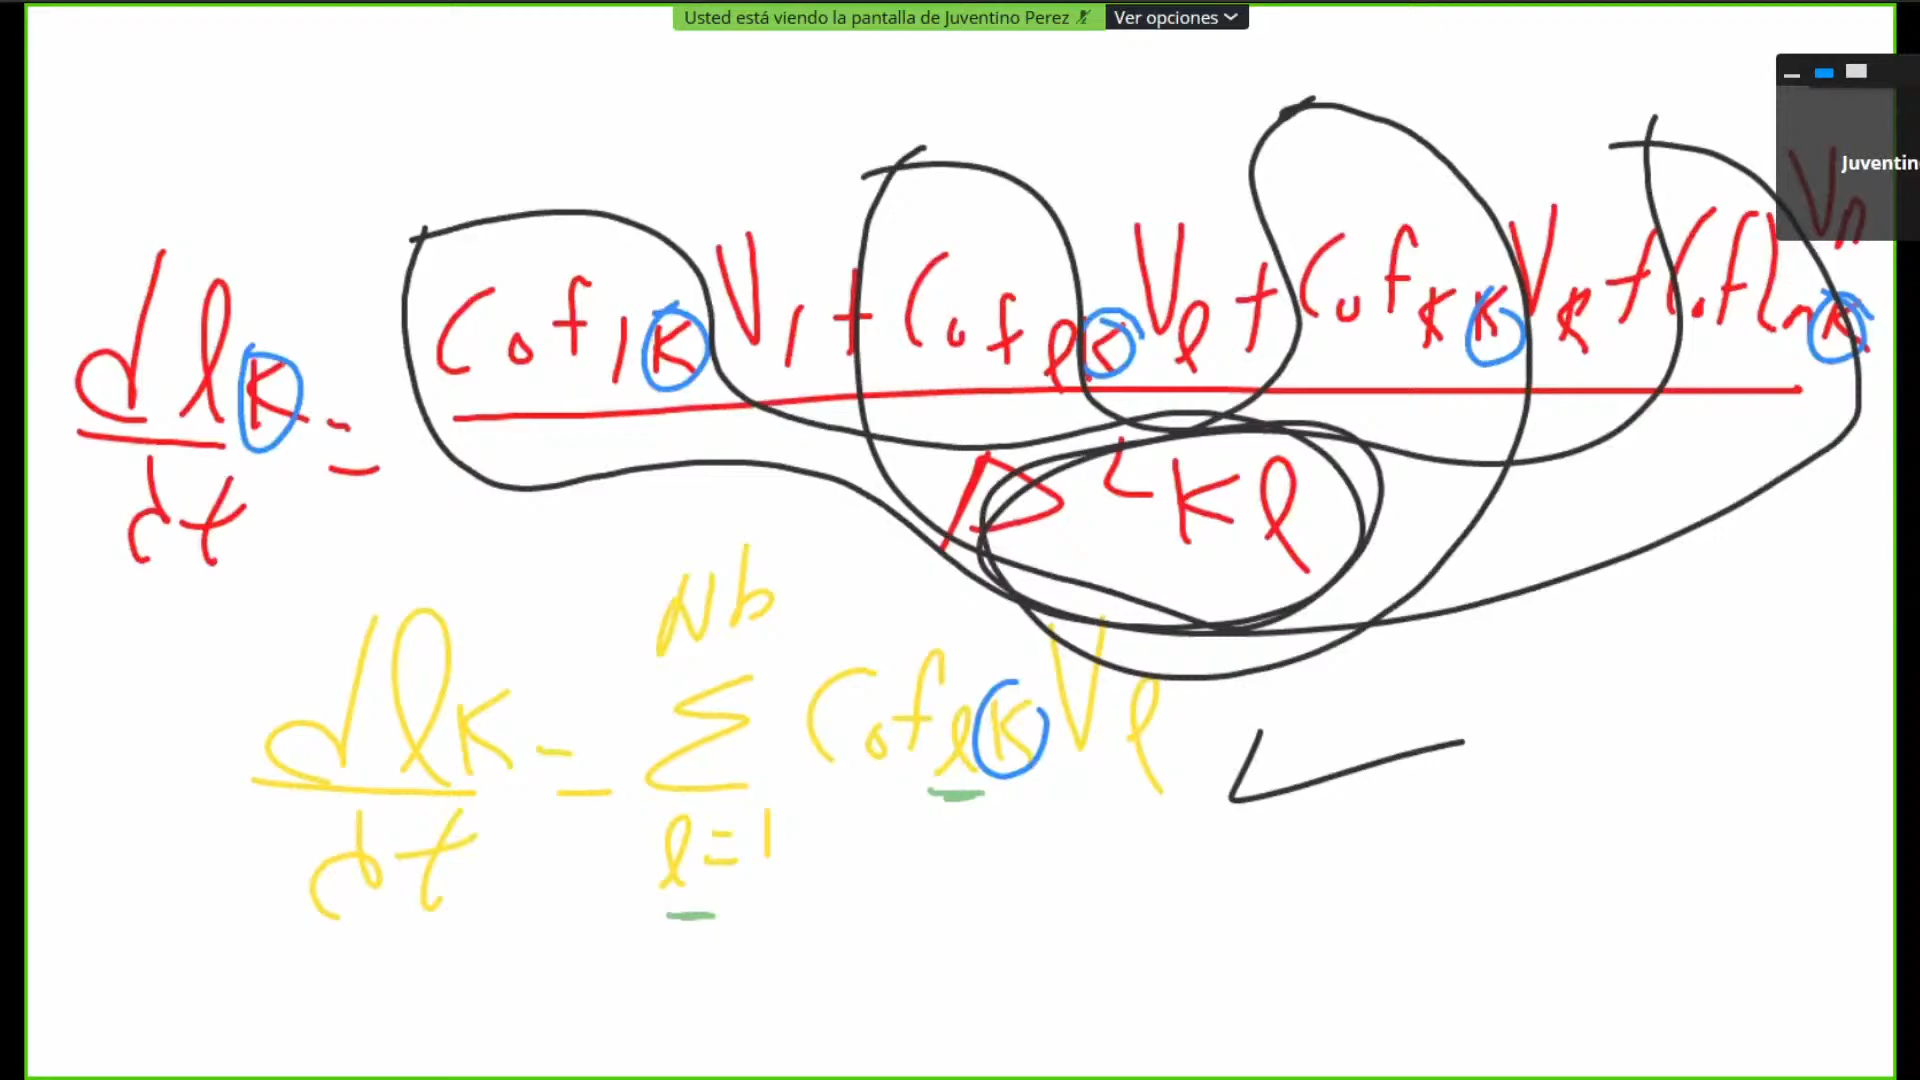 Usted está viendo la pantalla de Juventino Perez Ver opciones
Juventin
dlK/dt = Cof1K V1 + CoflK Vl + CofKK VK + CofnK Vn
Δ LKl
dlK/dt = Nb Σ l=1 CoflK Vl